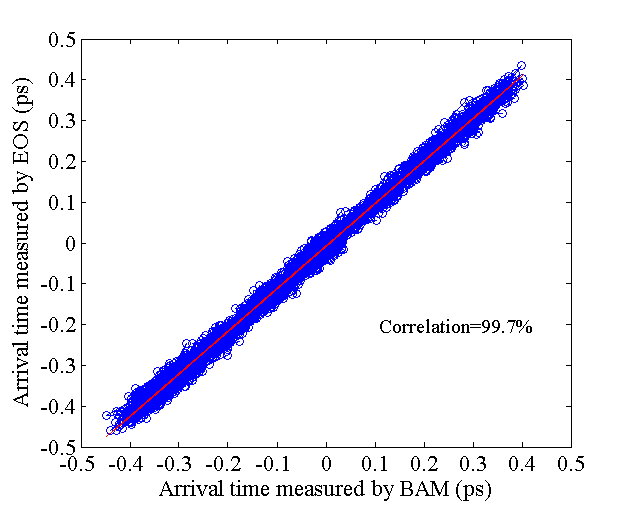 0.5
0.4
0.3
0.2
0.1
0
-0.1
-0.2
-0.3
-0.4
-0.5
Arrival time measured by EOS (ps)
Correlation=99.7%
-0.5 -0.4 -0.3 -0.2 -0.1 0 0.1 0.2 0.3 0.4 0.5
Arrival time measured by BAM (ps)